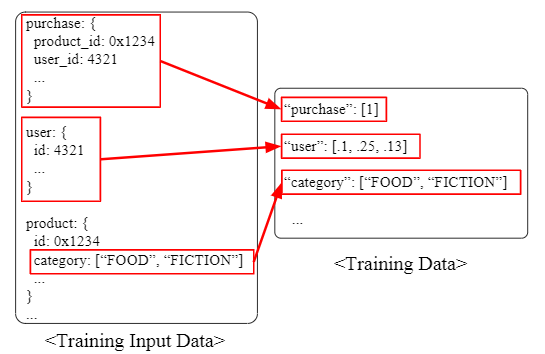 purchase: {
product_id: 0x1234
user_id: 4321
...
}
user: {
id: 4321
...
}
product: {
id: 0x1234
category: [“FOOD”, “FICTION”]
...
}
...
<Training Input Data>
“purchase”: [1]
“user”: [.1, .25, .13]
“category”: [“FOOD”, “FICTION”]
...
<Training Data>